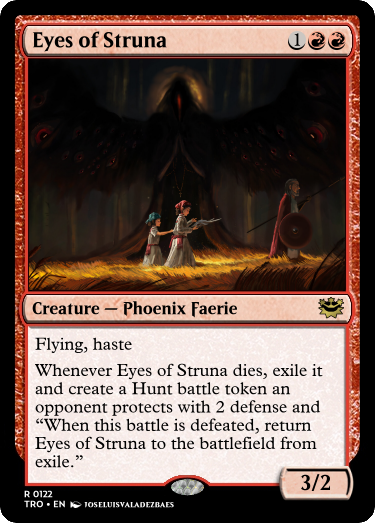 Eyes of Struna 1
Creature — Phoenix Faerie
Flying, haste
Whenever Eyes of Struna dies, exile it
and create a Hunt battle token an
opponent protects with 2 defense and
“When this battle is defeated, return
Eyes of Struna to the battlefield from
exile.”
3/2
R 0122
TRO • EN JOSELUISVALADEZBAES